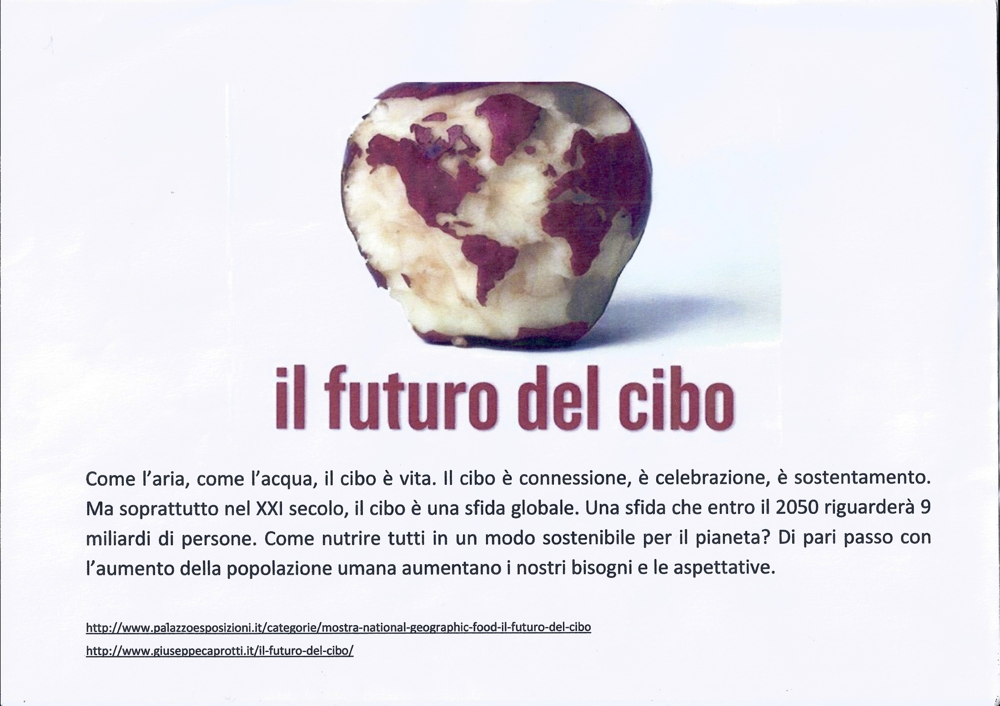 il futuro del cibo
Come l'aria, come l'acqua, il cibo è vita. Il cibo è connessione, è celebrazione, è sostentamento.
Ma soprattutto nel XXI secolo, il cibo è una sfida globale. Una sfida che entro il 2050 riguarderà 9
miliardi di persone. Come nutrire tutti in un modo sostenibile per il pianeta? Di pari passo con
l'aumento della popolazione umana aumentano i nostri bisogni e le aspettative.
http://www.palazzoesposizioni.it/categorie/mostra-national-geographic-food-il-futuro-del-cibo
http://www.giuseppecaprotti.it/il-futuro-del-cibo/